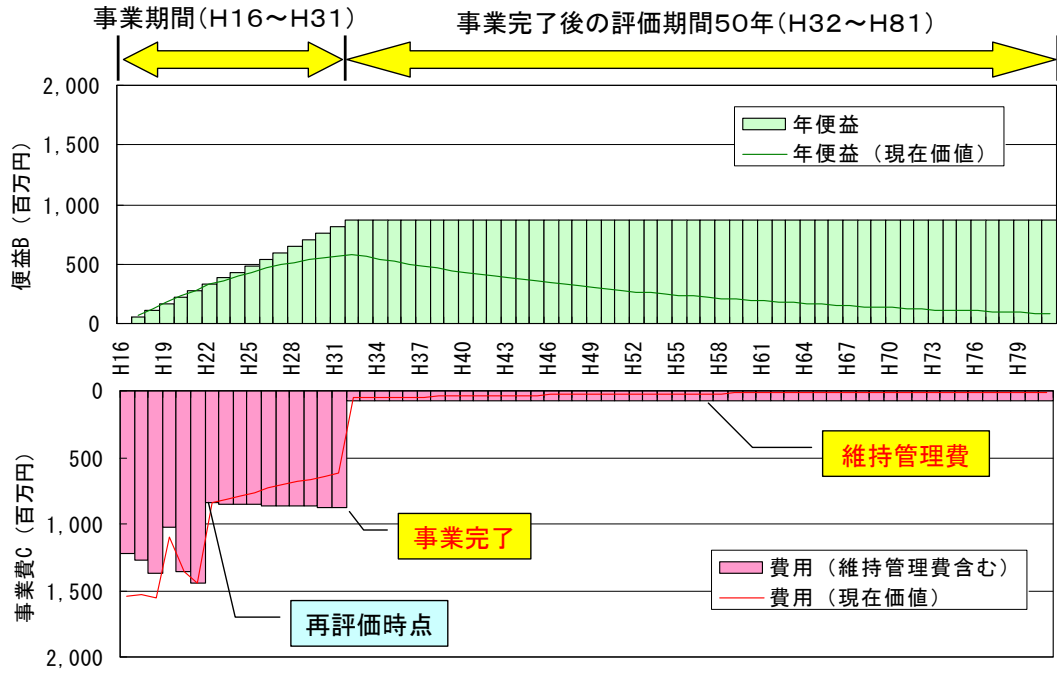 事業期間(H16～H31)
事業完了後の評価期間50年(H32～H81)
便益B（百万円）
2,000
1,500
1,000
500
0
年便益
年便益（現在価値）
H16 H19 H22 H25 H28 H31 H34 H37 H40 H43 H46 H49 H52 H55 H58 H61 H64 H67 H70 H73 H76 H79
事業費C（百万円）
0
500
1,000
1,500
2,000
維持管理費
事業完了
再評価時点
費用（維持管理費含む）
費用（現在価値）